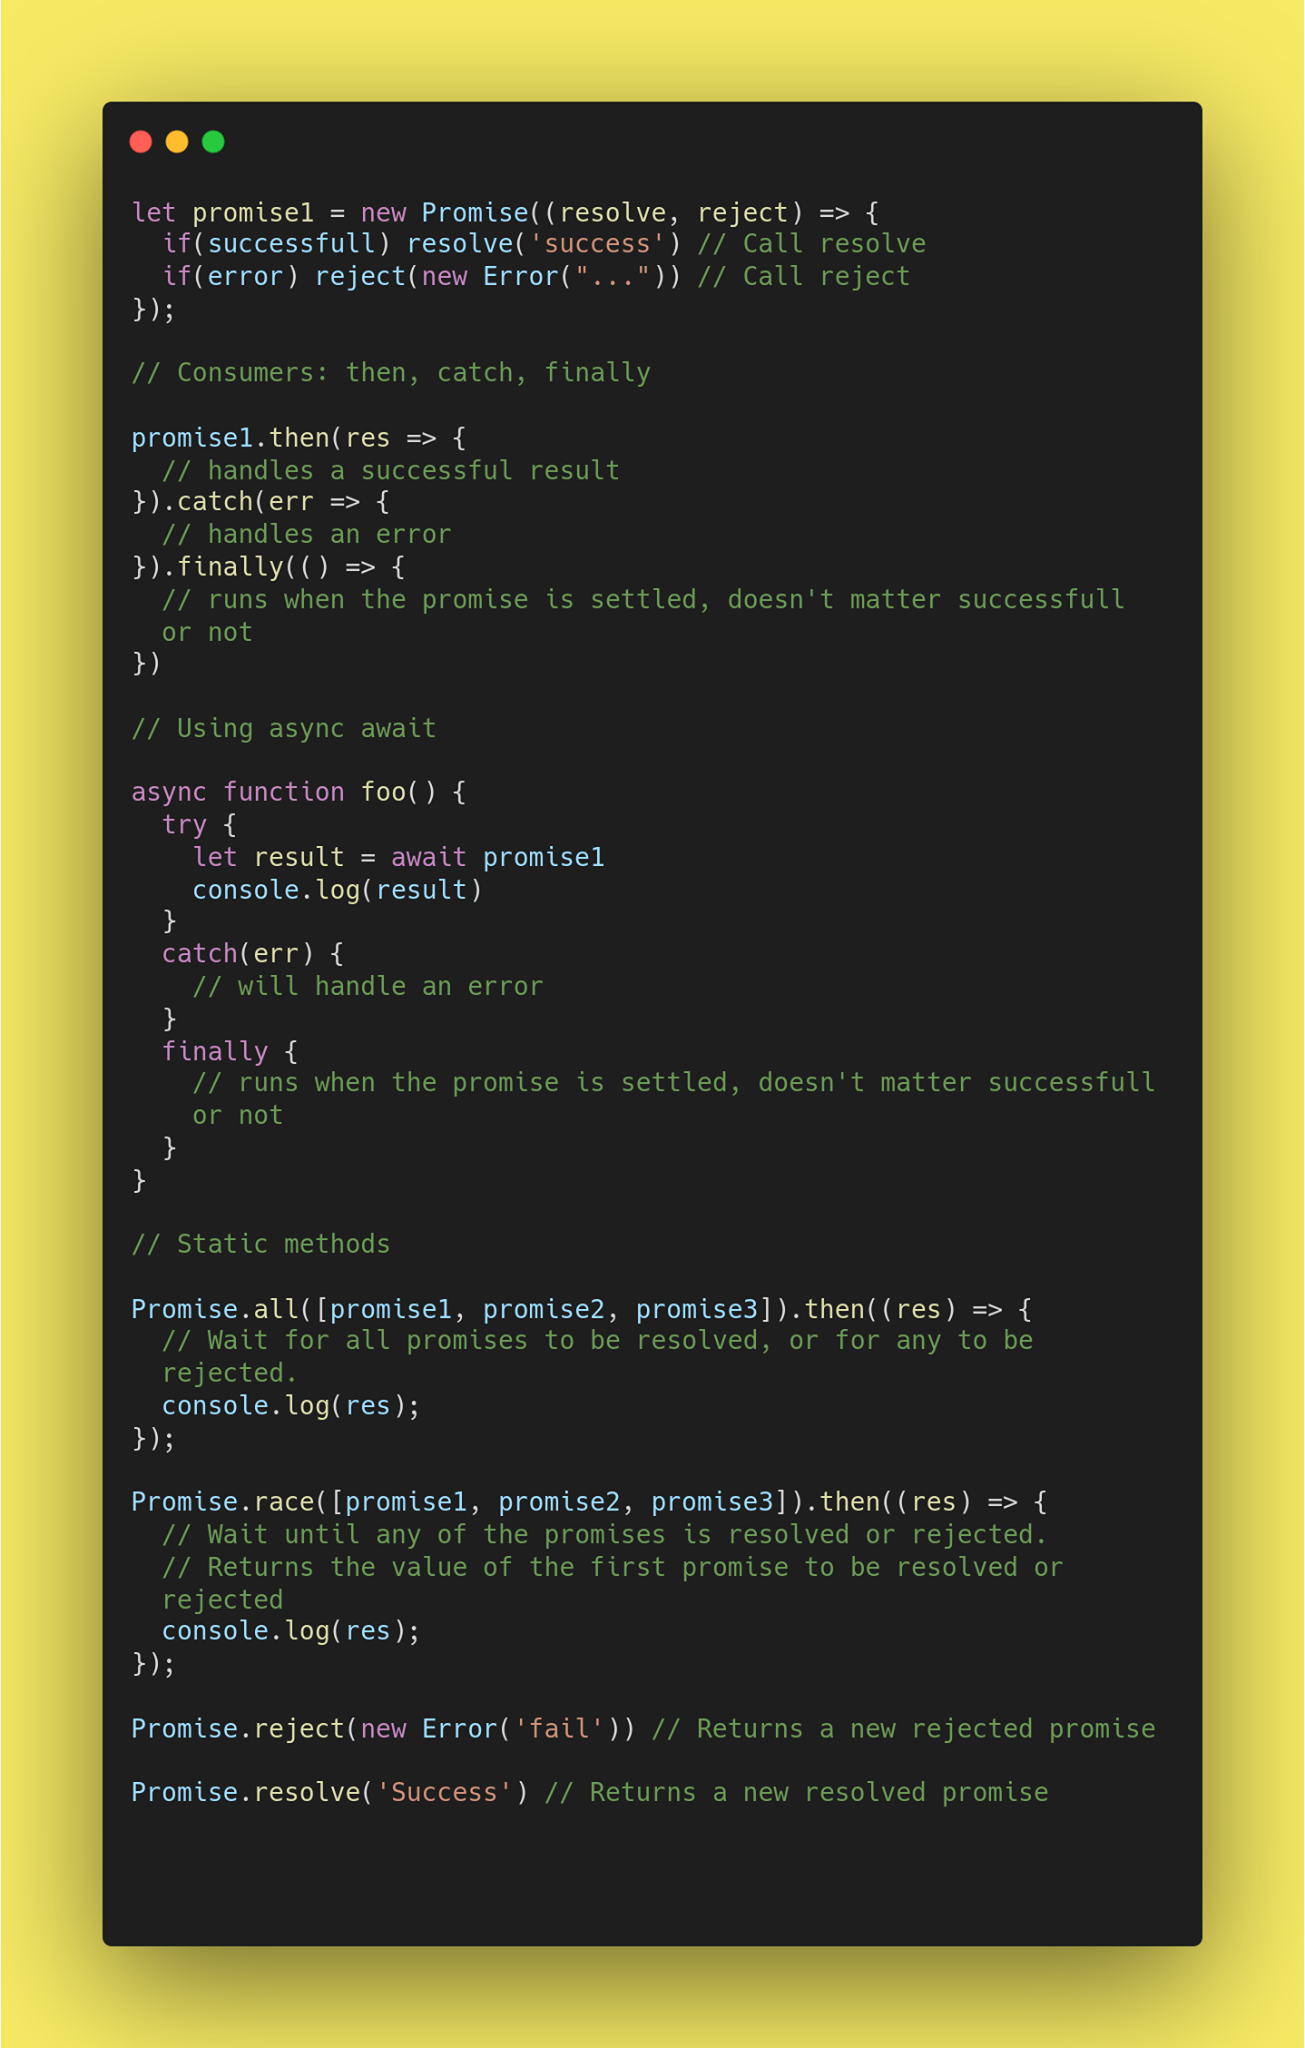 let promise1 = new Promise((resolve, reject) => {
  if(successfull) resolve('success') // Call resolve
  if(error) reject(new Error("...")) // Call reject
});

// Consumers: then, catch, finally

promise1.then(res => {
  // handles a successful result
}).catch(err => {
  // handles an error
}).finally(() => {
  // runs when the promise is settled, doesn't matter successfull
  or not
})

// Using async await

async function foo() {
  try {
    let result = await promise1
    console.log(result)
  }
  catch(err) {
    // will handle an error
  }
  finally {
    // runs when the promise is settled, doesn't matter successfull
    or not
  }
}

// Static methods

Promise.all([promise1, promise2, promise3]).then((res) => {
  // Wait for all promises to be resolved, or for any to be
  rejected.
  console.log(res);
});

Promise.race([promise1, promise2, promise3]).then((res) => {
  // Wait until any of the promises is resolved or rejected.
  // Returns the value of the first promise to be resolved or
  rejected
  console.log(res);
});

Promise.reject(new Error('fail')) // Returns a new rejected promise

Promise.resolve('Success') // Returns a new resolved promise